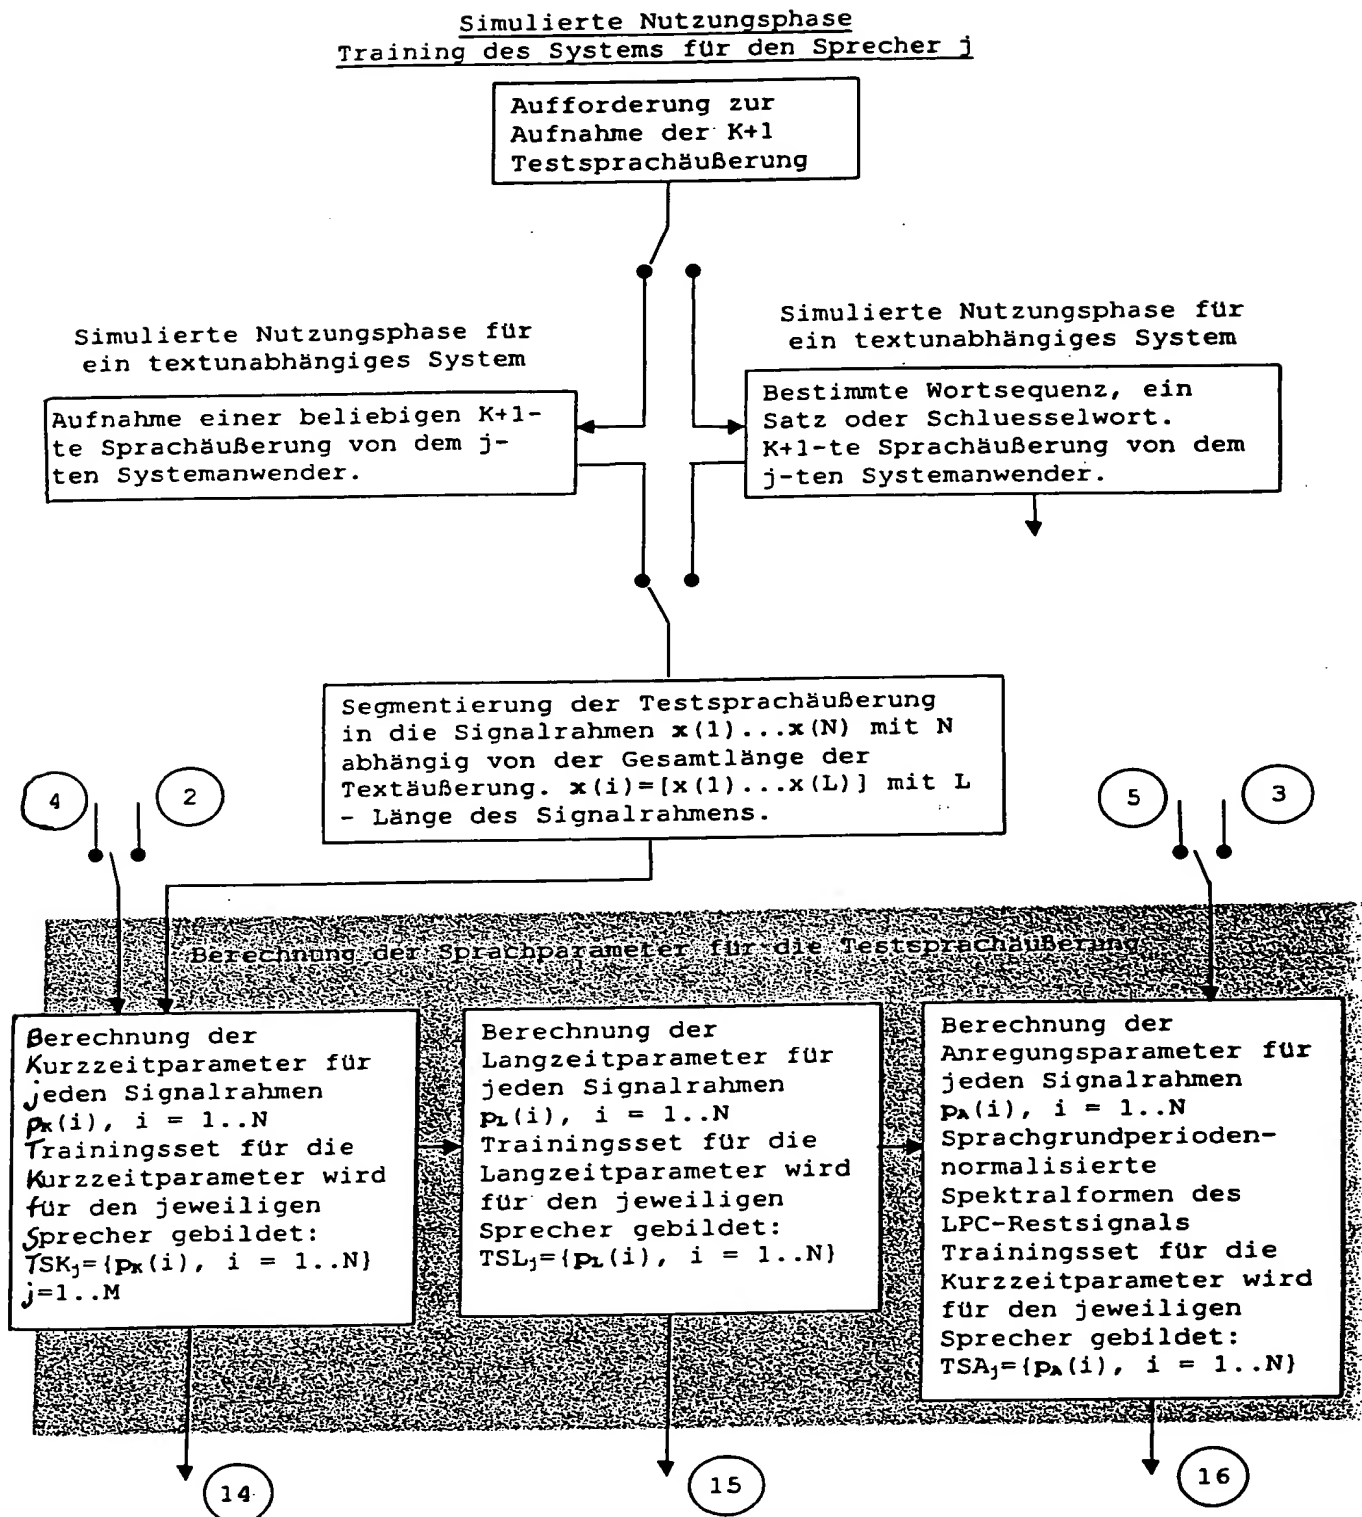 Simulierte Nutzungsphase
Training des Systems für den Sprecher j
Aufforderung zur
Aufnahme der K+1
Testsprachäußerung
Simulierte Nutzungsphase für
ein textunabhängiges System
Simulierte Nutzungsphase für
ein textunabhängiges System
Aufnahme einer beliebigen K+1-
te Sprachäußerung von dem j-
ten Systemanwender.
Bestimmte Wortsequenz, ein
Satz oder Schluesselwort.
K+1-te Sprachäußerung von dem
j-ten Systemanwender.
Segmentierung der Testsprachäußerung
in die Signalrahmen x(1)...x(N) mit N
abhängig von der Gesamtlänge der
Textäußerung. x(i)=[x(1)...x(L)] mit L
- Länge des Signalrahmens.
4
2
5
3
Berechnung der Sprachparameter für die Testsprachäußerung
Berechnung der
Kurzzeitparameter für
jeden Signalrahmen
pK(i), i = 1..N
Trainingsset für die
Kurzzeitparameter wird
für den jeweiligen
Sprecher gebildet:
TSKj={pK(i), i = 1..N}
j=1..M
Berechnung der
Langzeitparameter für
jeden Signalrahmen
pL(i), i = 1..N
Trainingsset für die
Langzeitparameter wird
für den jeweiligen
Sprecher gebildet:
TSLj={pL(i), i = 1..N}
Berechnung der
Anregungsparameter für
jeden Signalrahmen
pA(i), i = 1..N
Sprachgrundperioden-
normalisierte
Spektralformen des
LPC-Restsignals
Trainingsset für die
Kurzzeitparameter wird
für den jeweiligen
Sprecher gebildet:
TSAj={pA(i), i = 1..N}
14
15
16